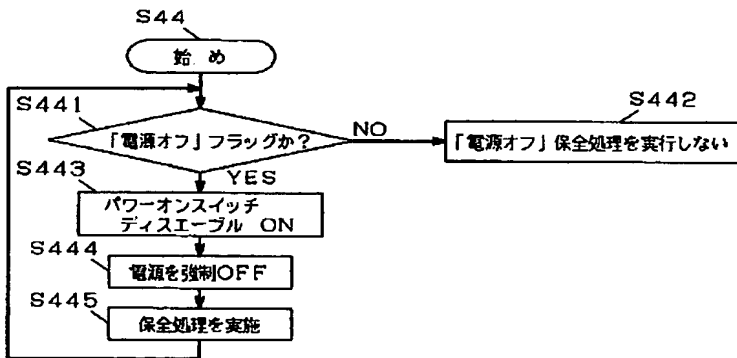 S44
始め
S441
「電源オフ」フラッグか?
NO
S442
「電源オフ」保全処理を実行しない
YES
S443
パワーオンスイッチ
ディスエーブル ON
S444
電源を強制OFF
S445
保全処理を実施